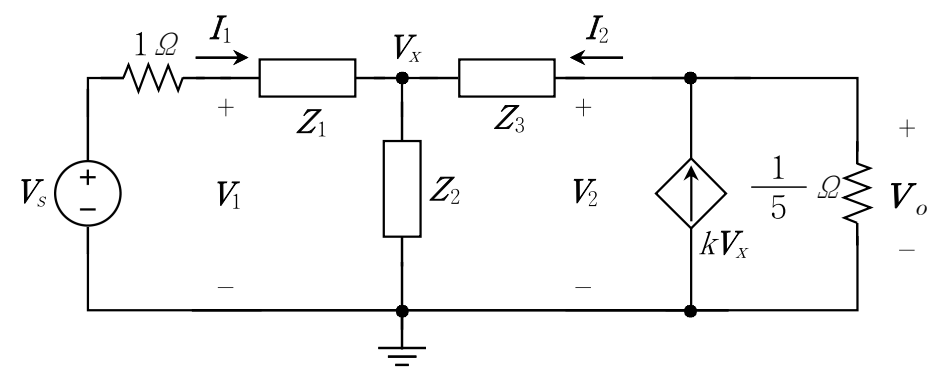 1 Ω
I₁
Vₓ
I₂
+
+
+
Z₁
Z₃
+
Vₛ
−
V₁
Z₂
V₂
1/5 Ω
Vₒ
kVₓ
−
−
−